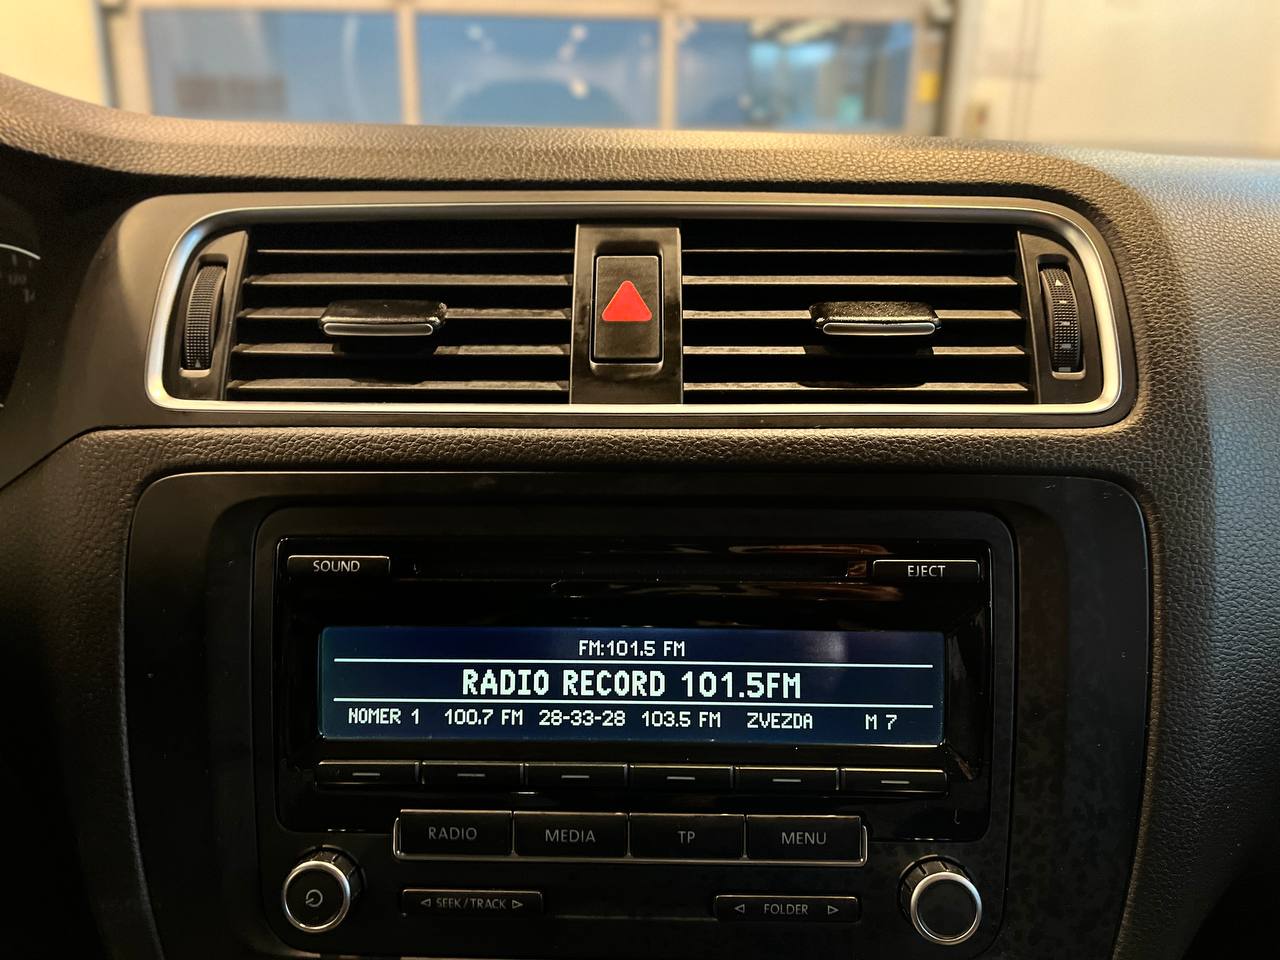 SOUND
EJECT
FM:101.5 FM
RADIO RECORD 101.5FM
NOMER 1 100.7 FM 28-33-28 103.5 FM ZVEZDA M 7
RADIO MEDIA TP MENU
SEEK/TRACK
FOLDER